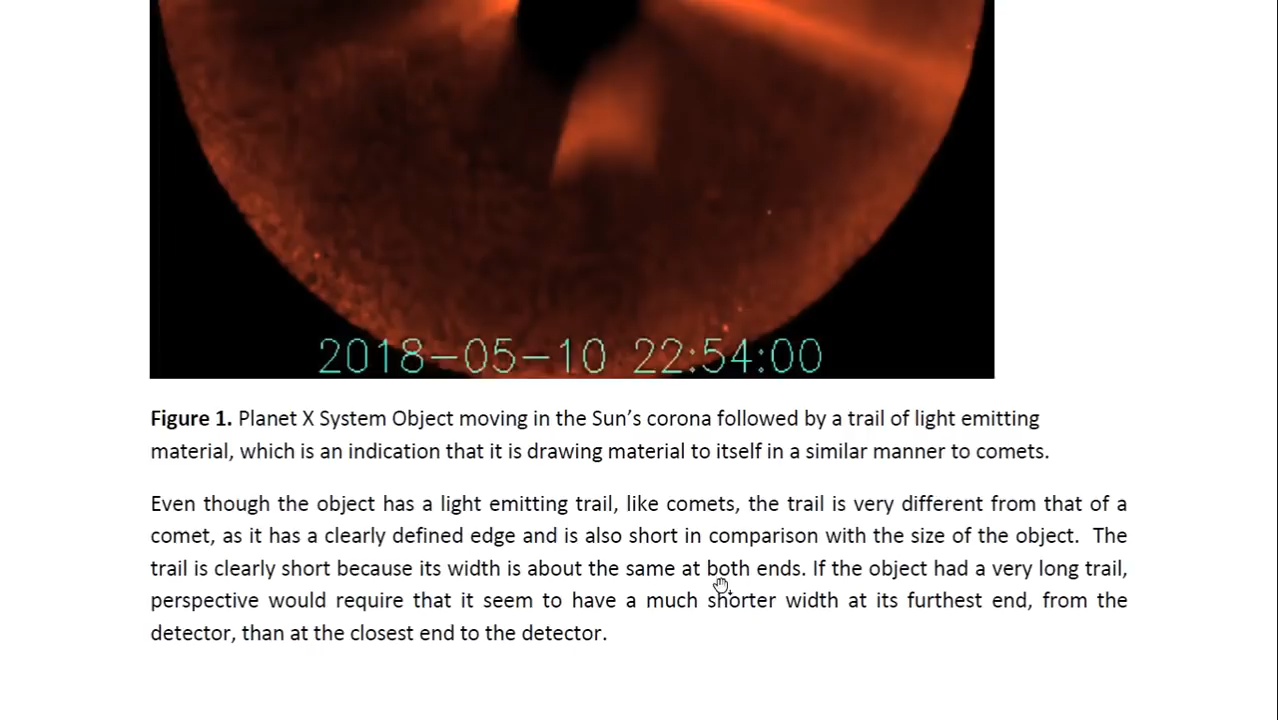 2018-05-10 22:54:00
Figure 1. Planet X System Object moving in the Sun's corona followed by a trail of light emitting
material, which is an indication that it is drawing material to itself in a similar manner to comets.
Even though the object has a light emitting trail, like comets, the trail is very different from that of a
comet, as it has a clearly defined edge and is also short in comparison with the size of the object. The
trail is clearly short because its width is about the same at both ends. If the object had a very long trail,
perspective would require that it seem to have a much shorter width at its furthest end, from the
detector, than at the closest end to the detector.